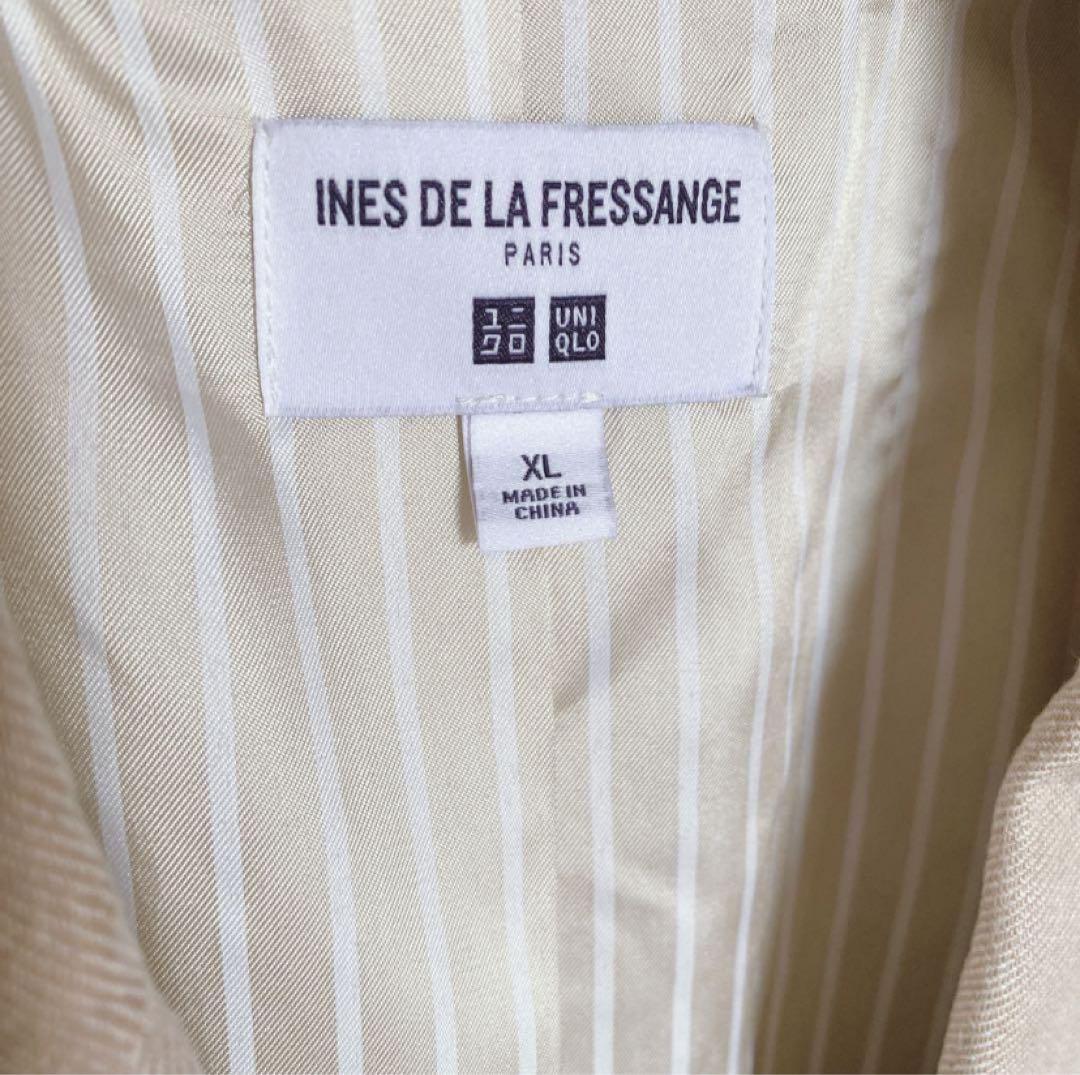 INES DE LA FRESSANGE
PARIS
ユニ UNI
クロ QLO
XL
MADE IN
CHINA